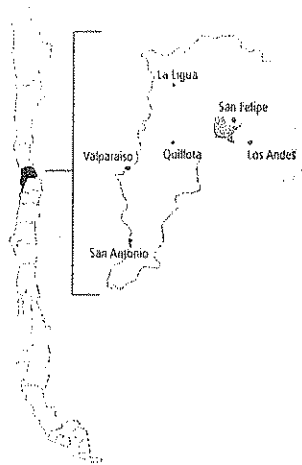 La Ligua
San Felipe
Valparaíso
Quillota
Los Andes
San Antonio